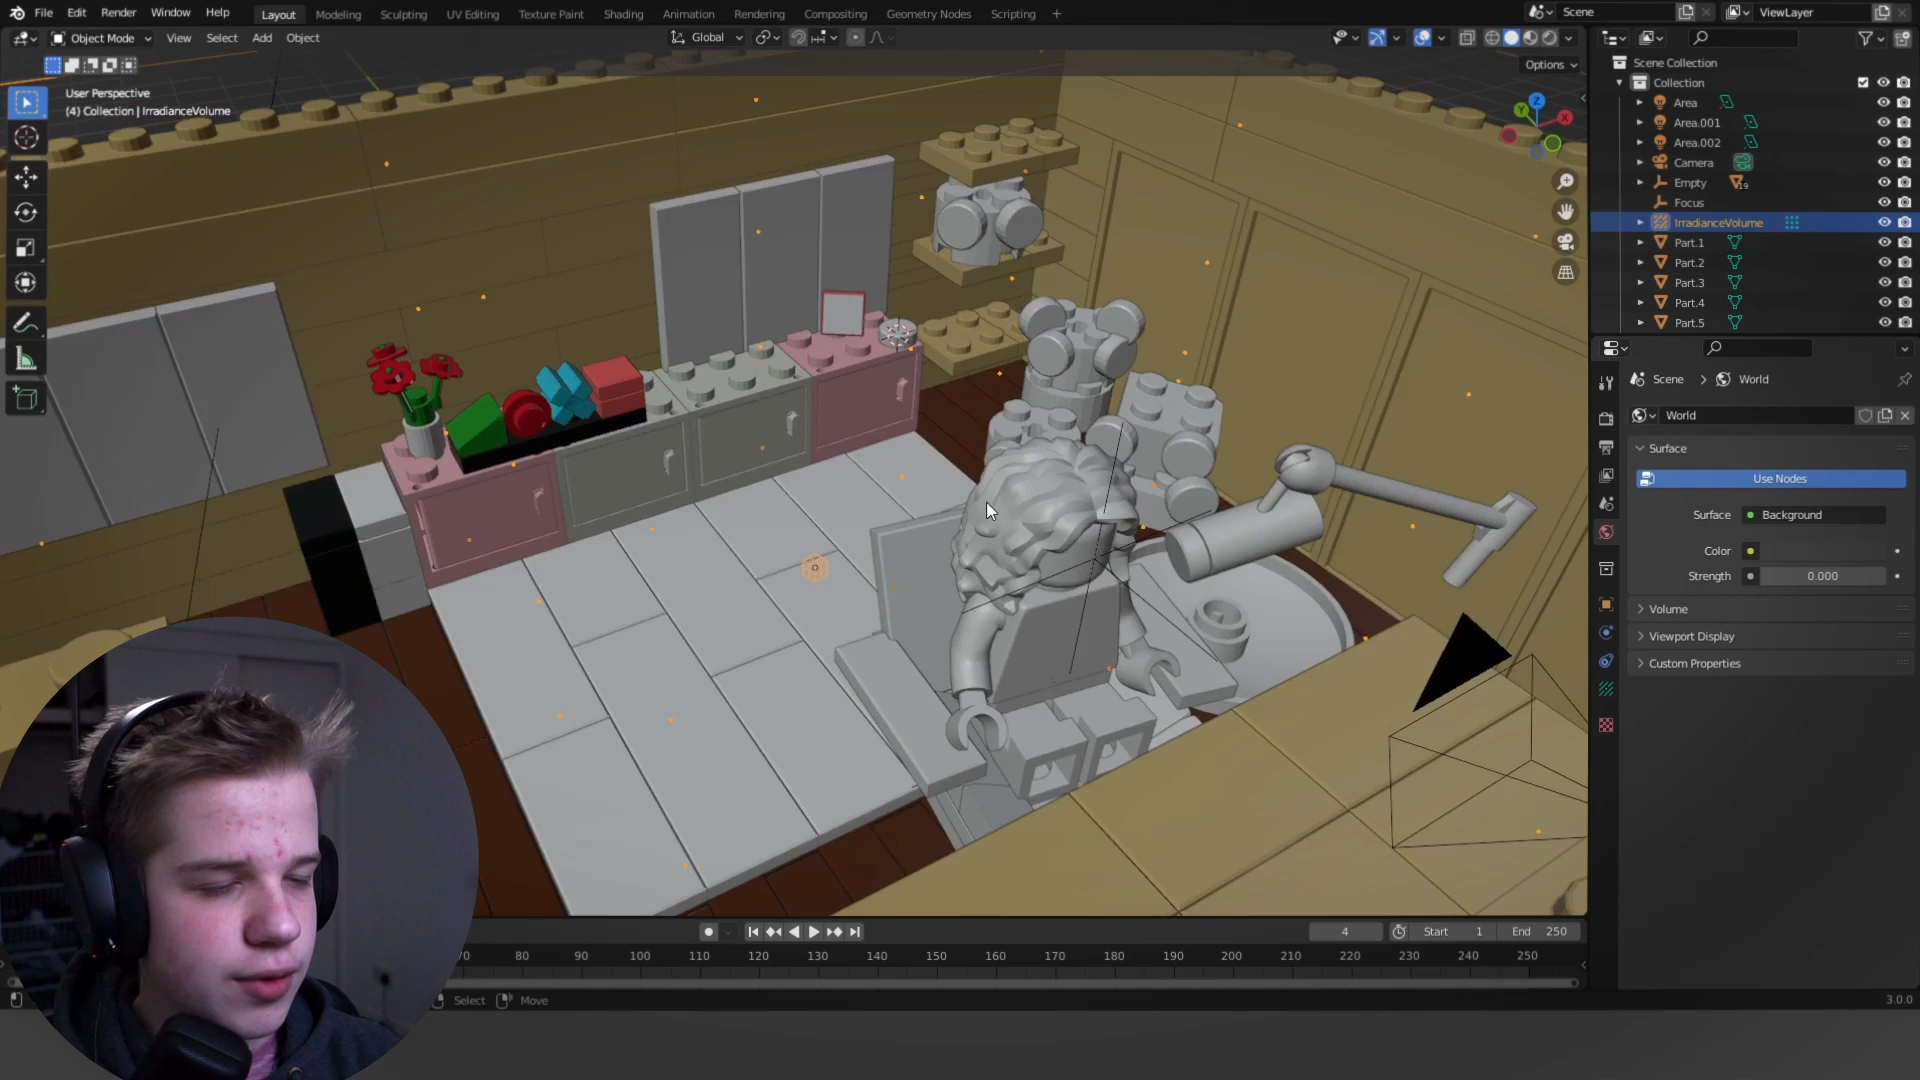 File Edit Render Window Help Layout Modeling Sculpting UV Editing Texture Paint Shading Animation Rendering Compositing Geometry Nodes Scripting + Scene ViewLayer
Object Mode View Select Add Object Global
Options
User Perspective
(4) Collection | IrradianceVolume
Z
Y
X
Scene Collection
Collection
Area
Area.001
Area.002
Camera
Empty 19
Focus
IrradianceVolume
Part.1
Part.2
Part.3
Part.4
Part.5
Scene > World
World
Surface
Use Nodes
Surface Background
Color
Strength 0.000
Volume
Viewport Display
Custom Properties
4 Start 1 End 250
70 80 90 100 110 120 130 140 150 160 170 180 190 200 210 220 230 240 250
Select Move 3.0.0